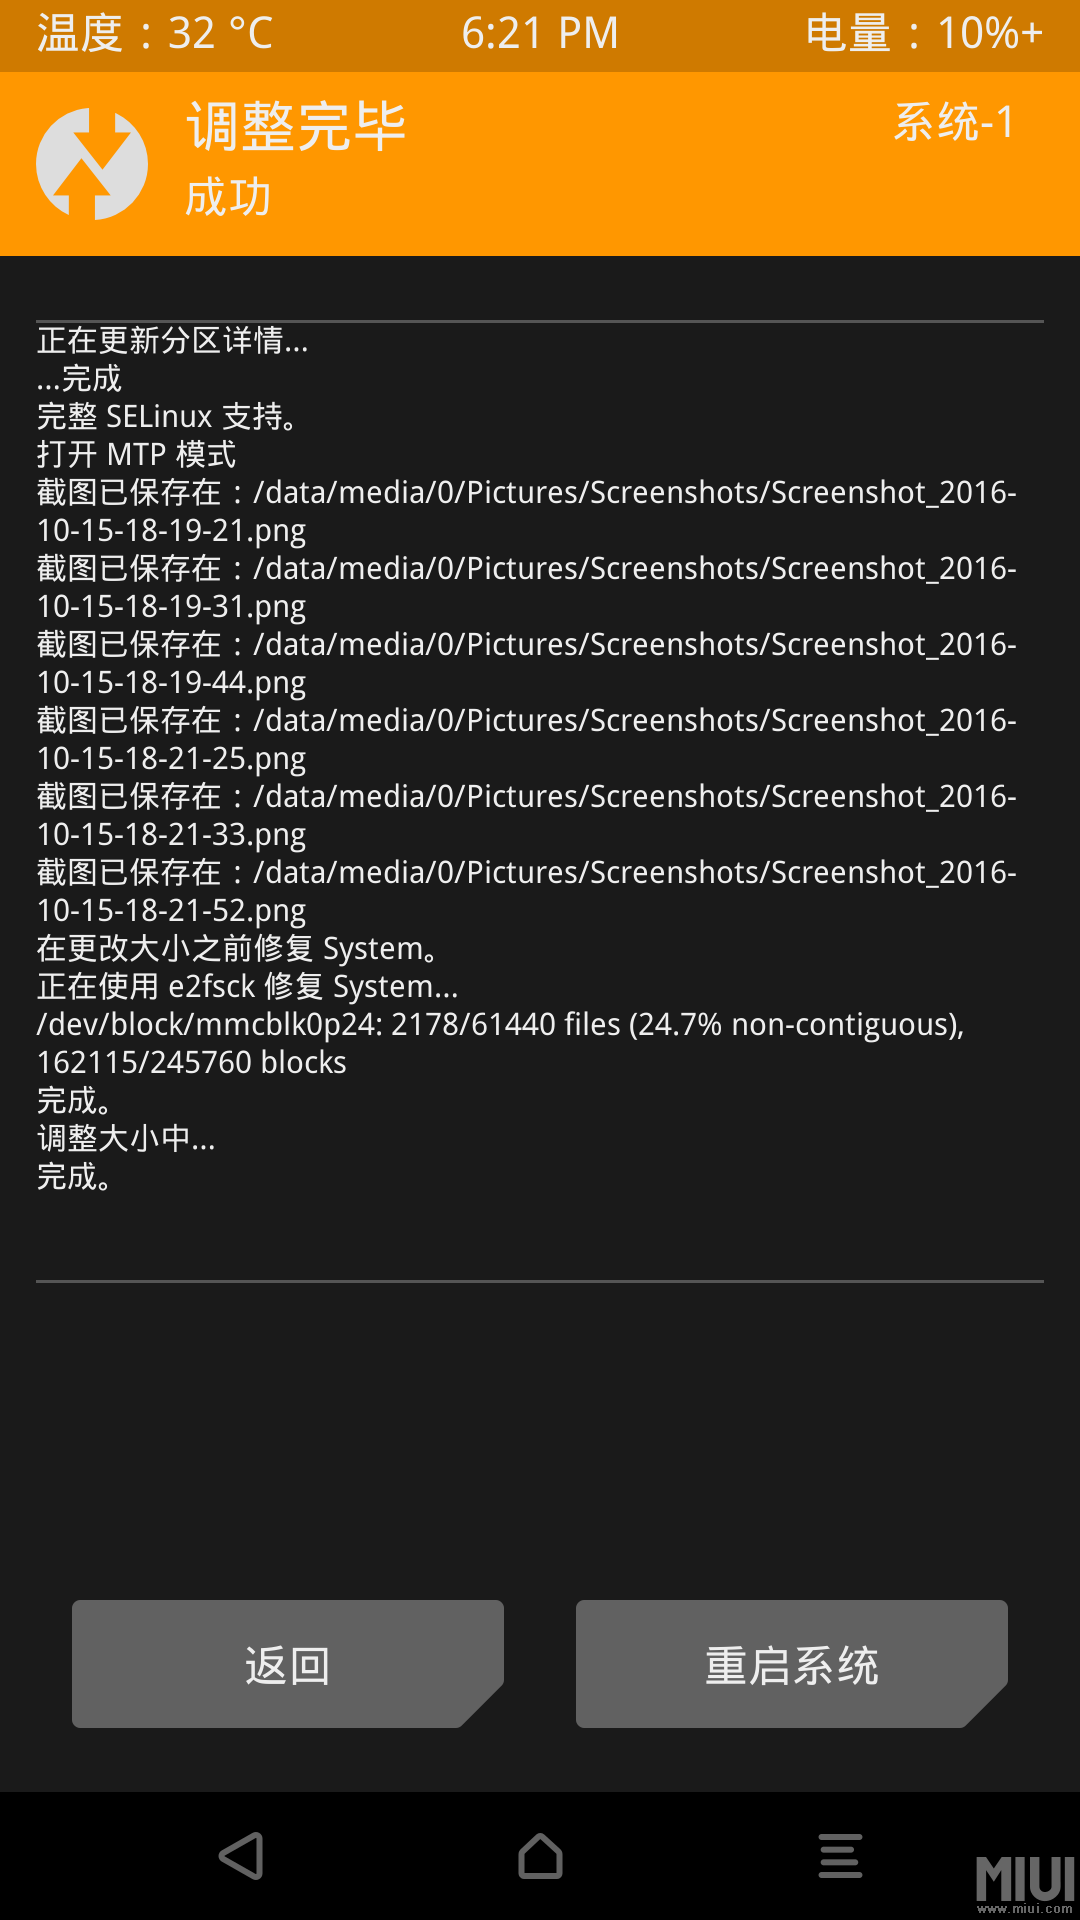 温度：32 °C
6:21 PM
电量：10%+
调整完毕
系统-1
成功
正在更新分区详情...
...完成
完整 SELinux 支持。
打开 MTP 模式
截图已保存在：/data/media/0/Pictures/Screenshots/Screenshot_2016-
10-15-18-19-21.png
截图已保存在：/data/media/0/Pictures/Screenshots/Screenshot_2016-
10-15-18-19-31.png
截图已保存在：/data/media/0/Pictures/Screenshots/Screenshot_2016-
10-15-18-19-44.png
截图已保存在：/data/media/0/Pictures/Screenshots/Screenshot_2016-
10-15-18-21-25.png
截图已保存在：/data/media/0/Pictures/Screenshots/Screenshot_2016-
10-15-18-21-33.png
截图已保存在：/data/media/0/Pictures/Screenshots/Screenshot_2016-
10-15-18-21-52.png
在更改大小之前修复 System。
正在使用 e2fsck 修复 System...
/dev/block/mmcblk0p24: 2178/61440 files (24.7% non-contiguous),
162115/245760 blocks
完成。
调整大小中...
完成。
返回
重启系统
MIUI
www.miui.com